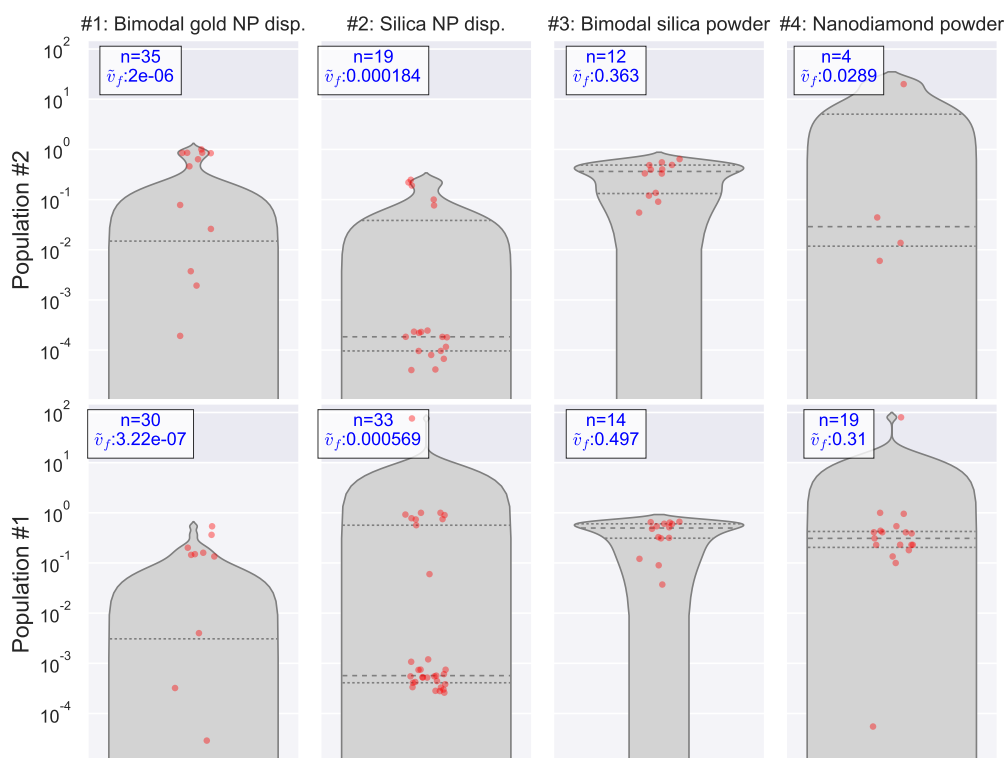 #1: Bimodal gold NP disp. #2: Silica NP disp. #3: Bimodal silica powder #4: Nanodiamond powder
n=35 n=19 n=12 n=4
ṽ_f:2e-06 ṽ_f:0.000184 ṽ_f:0.363 ṽ_f:0.0289
Population #2
10^2
10^1
10^0
10^-1
10^-2
10^-3
10^-4
n=30 n=33 n=14 n=19
ṽ_f:3.22e-07 ṽ_f:0.000569 ṽ_f:0.497 ṽ_f:0.31
Population #1
10^2
10^1
10^0
10^-1
10^-2
10^-3
10^-4